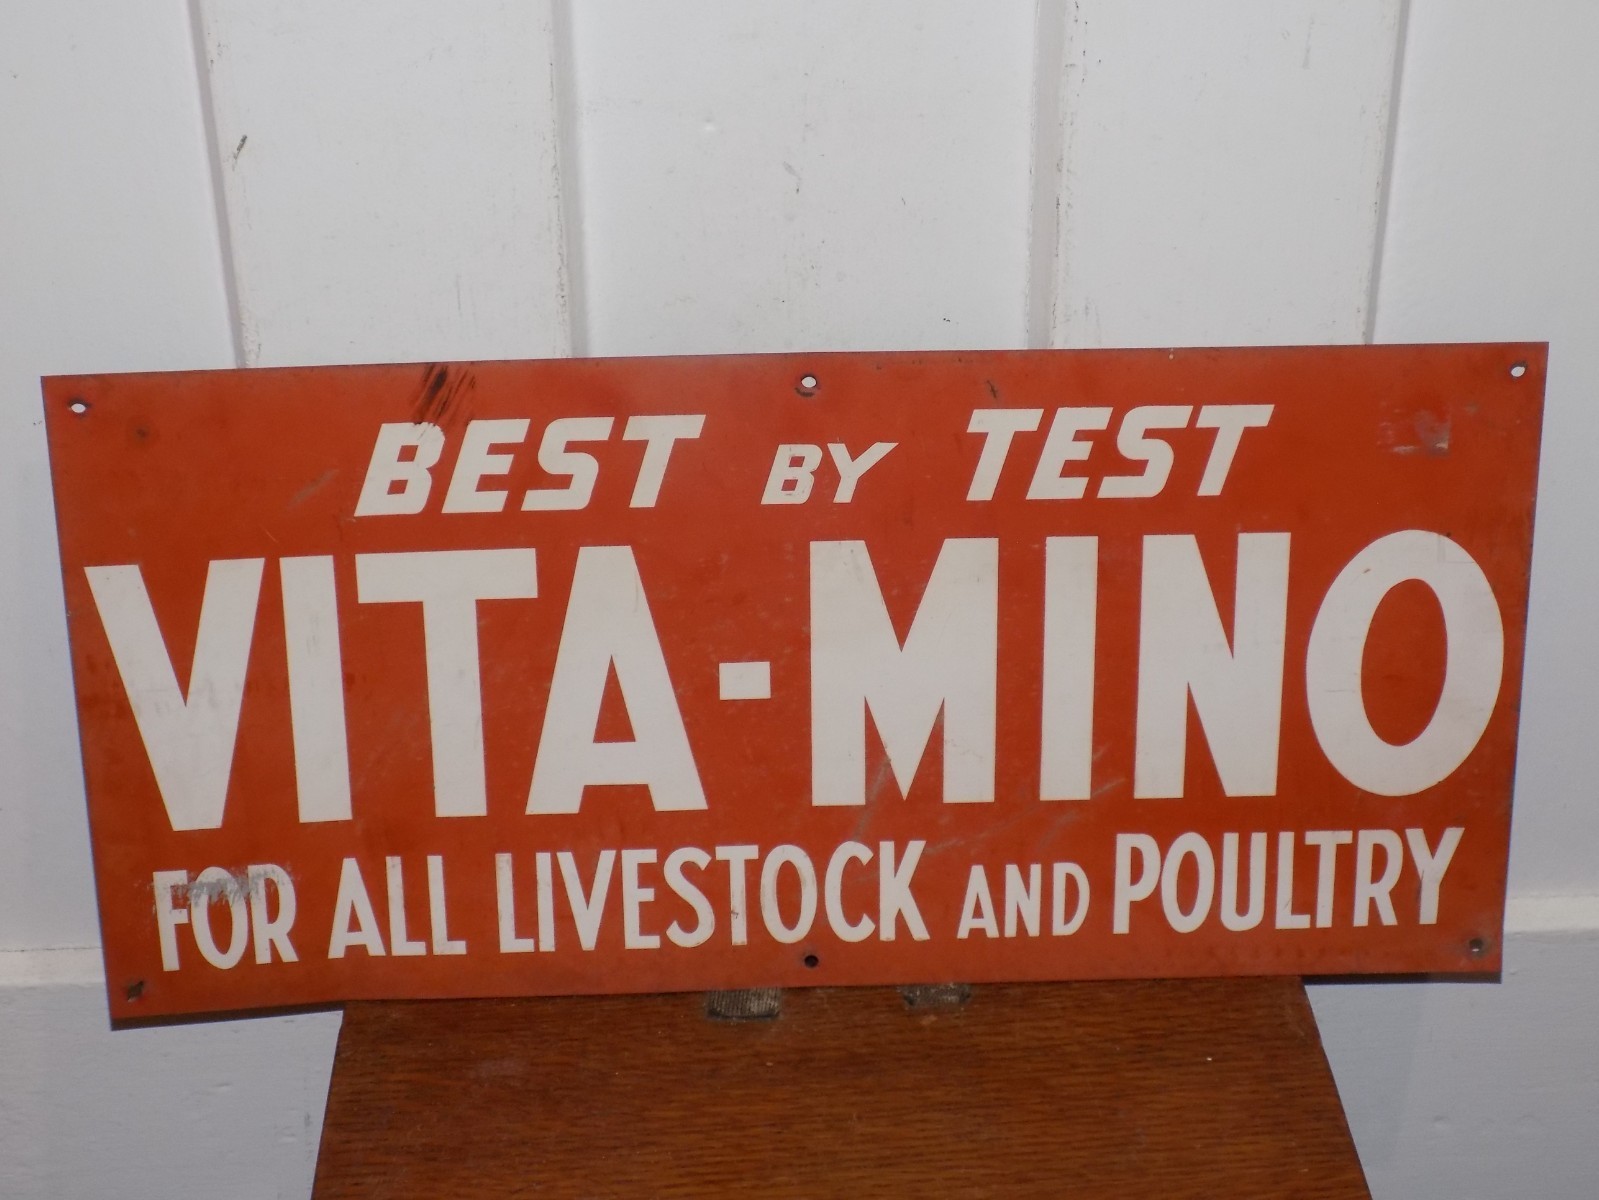 BEST BY TEST
VITA-MINO
FOR ALL LIVESTOCK AND POULTRY